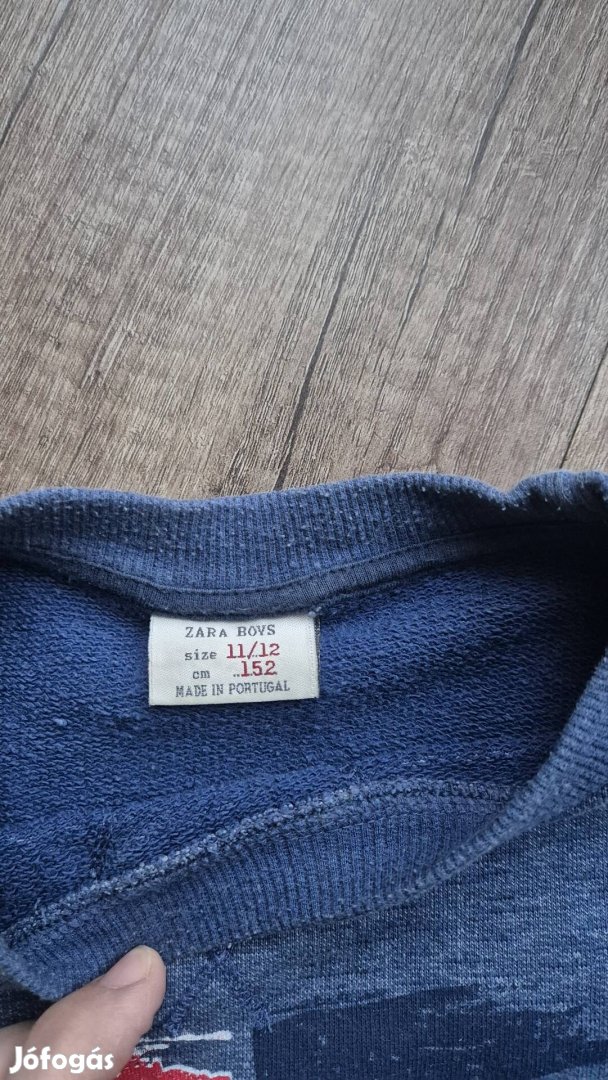 ZARA BOYS
size 11/12
cm 152
MADE IN PORTUGAL
Jófogás